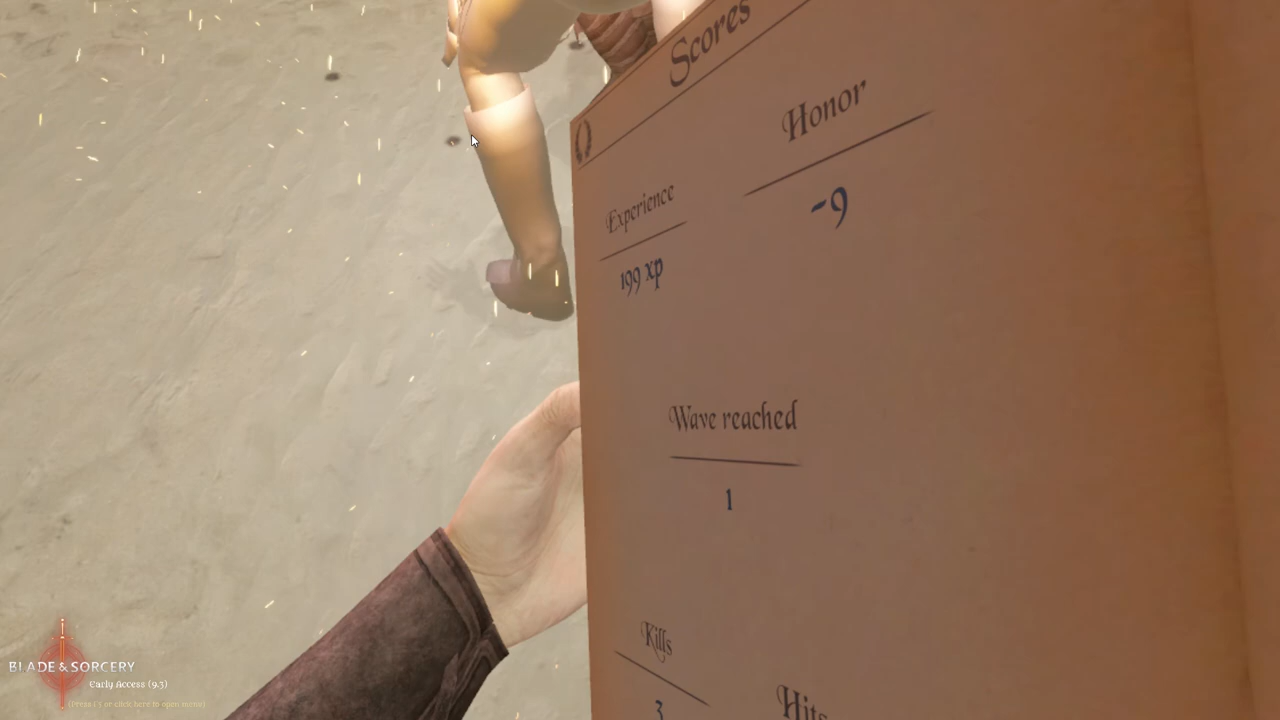 Scores
Honor
-9
Experience
199 xp
Wave reached
1
Kills
3
Hits
BLADE & SORCERY
Early Access (9.3)